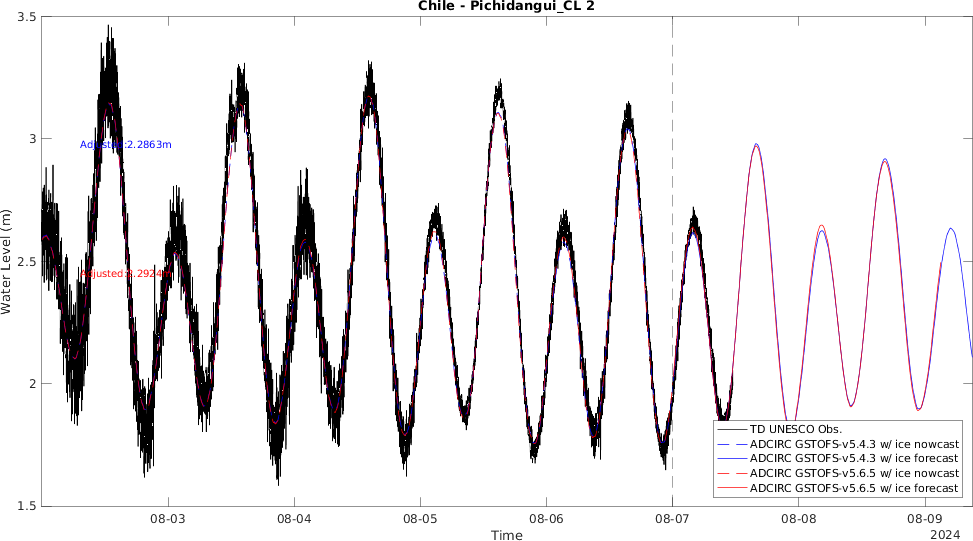 Chile - Pichidangui_CL 2
3.5
3
2.5
2
1.5
Water Level (m)
Adjusted:2.2863m
08-03
08-04
08-05
08-06
08-07
08-08
08-09
Time
2024
TD UNESCO Obs.
ADCIRC GSTOFS-v5.4.3 w/ ice nowcast
ADCIRC GSTOFS-v5.4.3 w/ ice forecast
ADCIRC GSTOFS-v5.6.5 w/ ice nowcast
ADCIRC GSTOFS-v5.6.5 w/ ice forecast